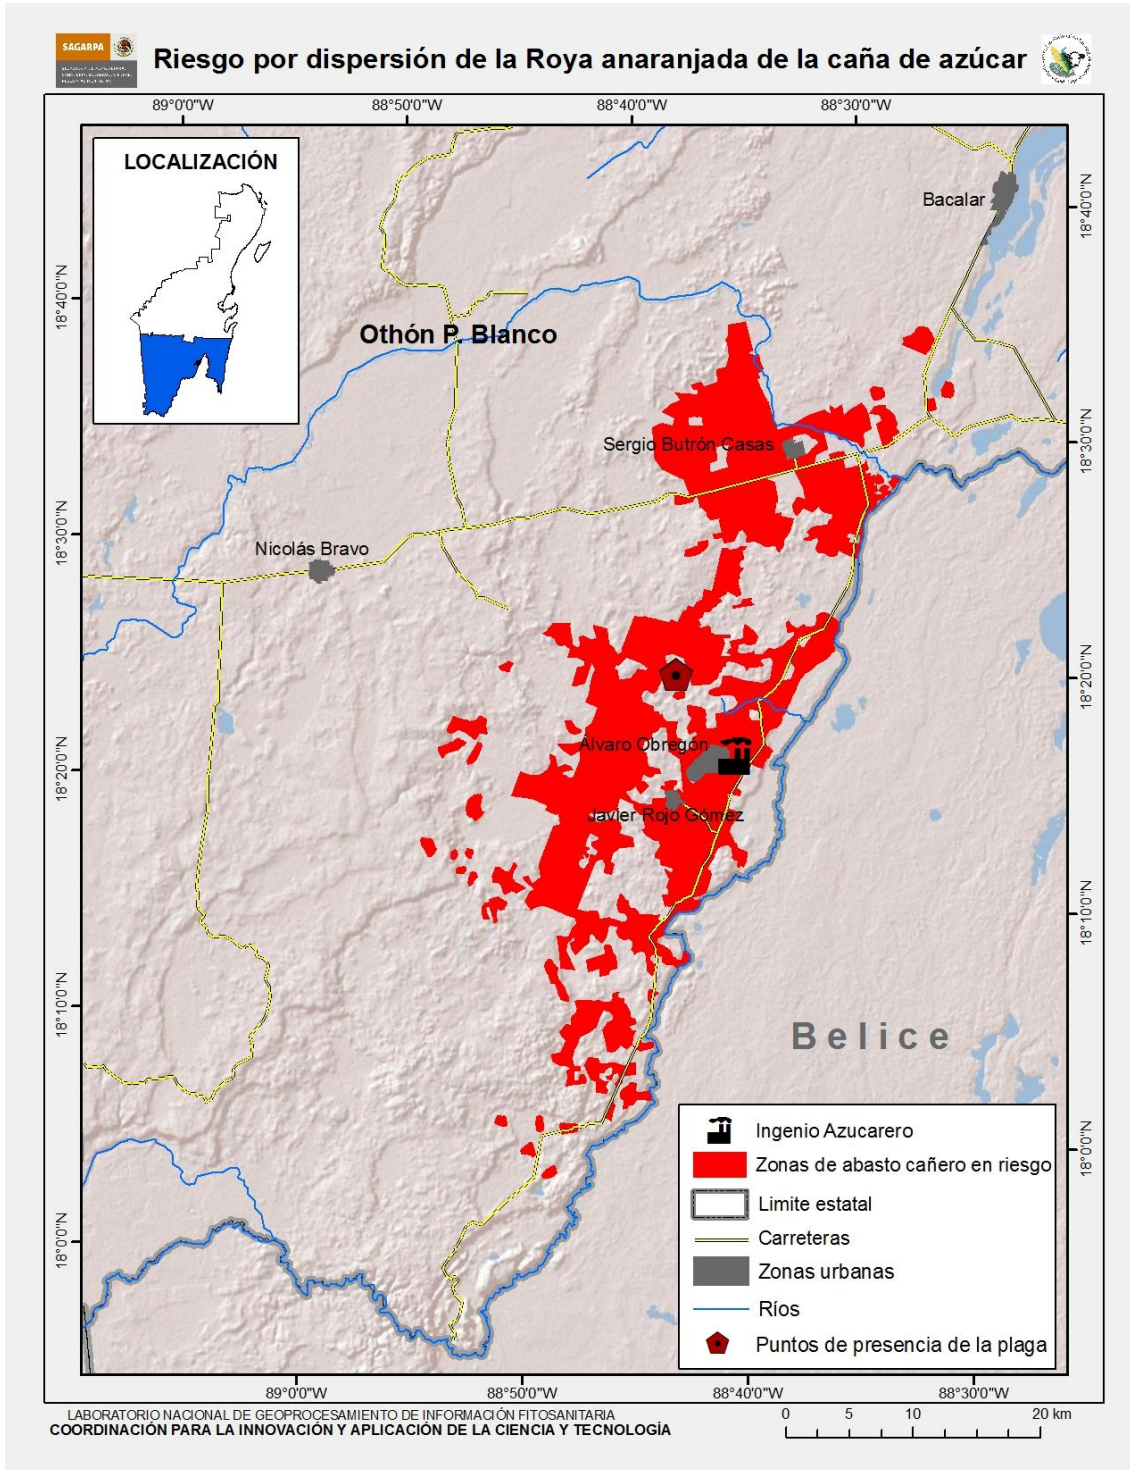 SAGARPA
Riesgo por dispersión de la Roya anaranjada de la caña de azúcar
89°0'0"W 88°50'0"W 88°40'0"W 88°30'0"W
LOCALIZACIÓN
Bacalar
18°40'0"N
18°40'0"N
Othón P. Blanco
Sergio Butrón Casas
18°30'0"N
18°30'0"N
Nicolás Bravo
18°20'0"N
Álvaro Obregón
18°20'0"N
Javier Rojo Gómez
18°10'0"N
18°10'0"N
Belice
Ingenio Azucarero
18°0'0"N
Zonas de abasto cañero en riesgo
Limite estatal
18°0'0"N
Carreteras
Zonas urbanas
Ríos
Puntos de presencia de la plaga
89°0'0"W 88°50'0"W 88°40'0"W 88°30'0"W
LABORATORIO NACIONAL DE GEOPROCESAMIENTO DE INFORMACIÓN FITOSANITARIA
COORDINACIÓN PARA LA INNOVACIÓN Y APLICACIÓN DE LA CIENCIA Y TECNOLOGÍA
0 5 10 20 km